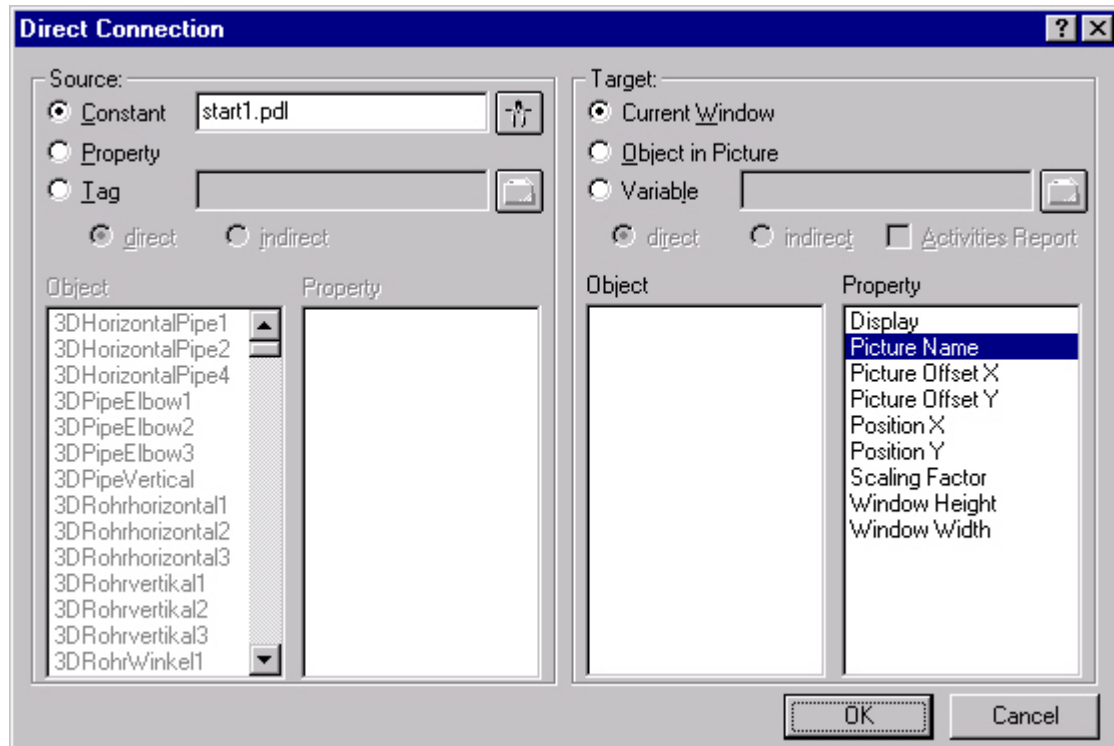 Direct Connection
Source:
Constant start1.pdl
Property
Tag
direct indirect
Object Property
3DHorizontalPipe1
3DHorizontalPipe2
3DHorizontalPipe4
3DPipeElbow1
3DPipeElbow2
3DPipeElbow3
3DPipeVertical
3DRohrhorizontal1
3DRohrhorizontal2
3DRohrhorizontal3
3DRohrvertikal1
3DRohrvertikal2
3DRohrvertikal3
3DRohrWinkel1
Target:
Current Window
Object in Picture
Variable
direct indirect Activities Report
Object Property
Display
Picture Name
Picture Offset X
Picture Offset Y
Position X
Position Y
Scaling Factor
Window Height
Window Width
OK Cancel